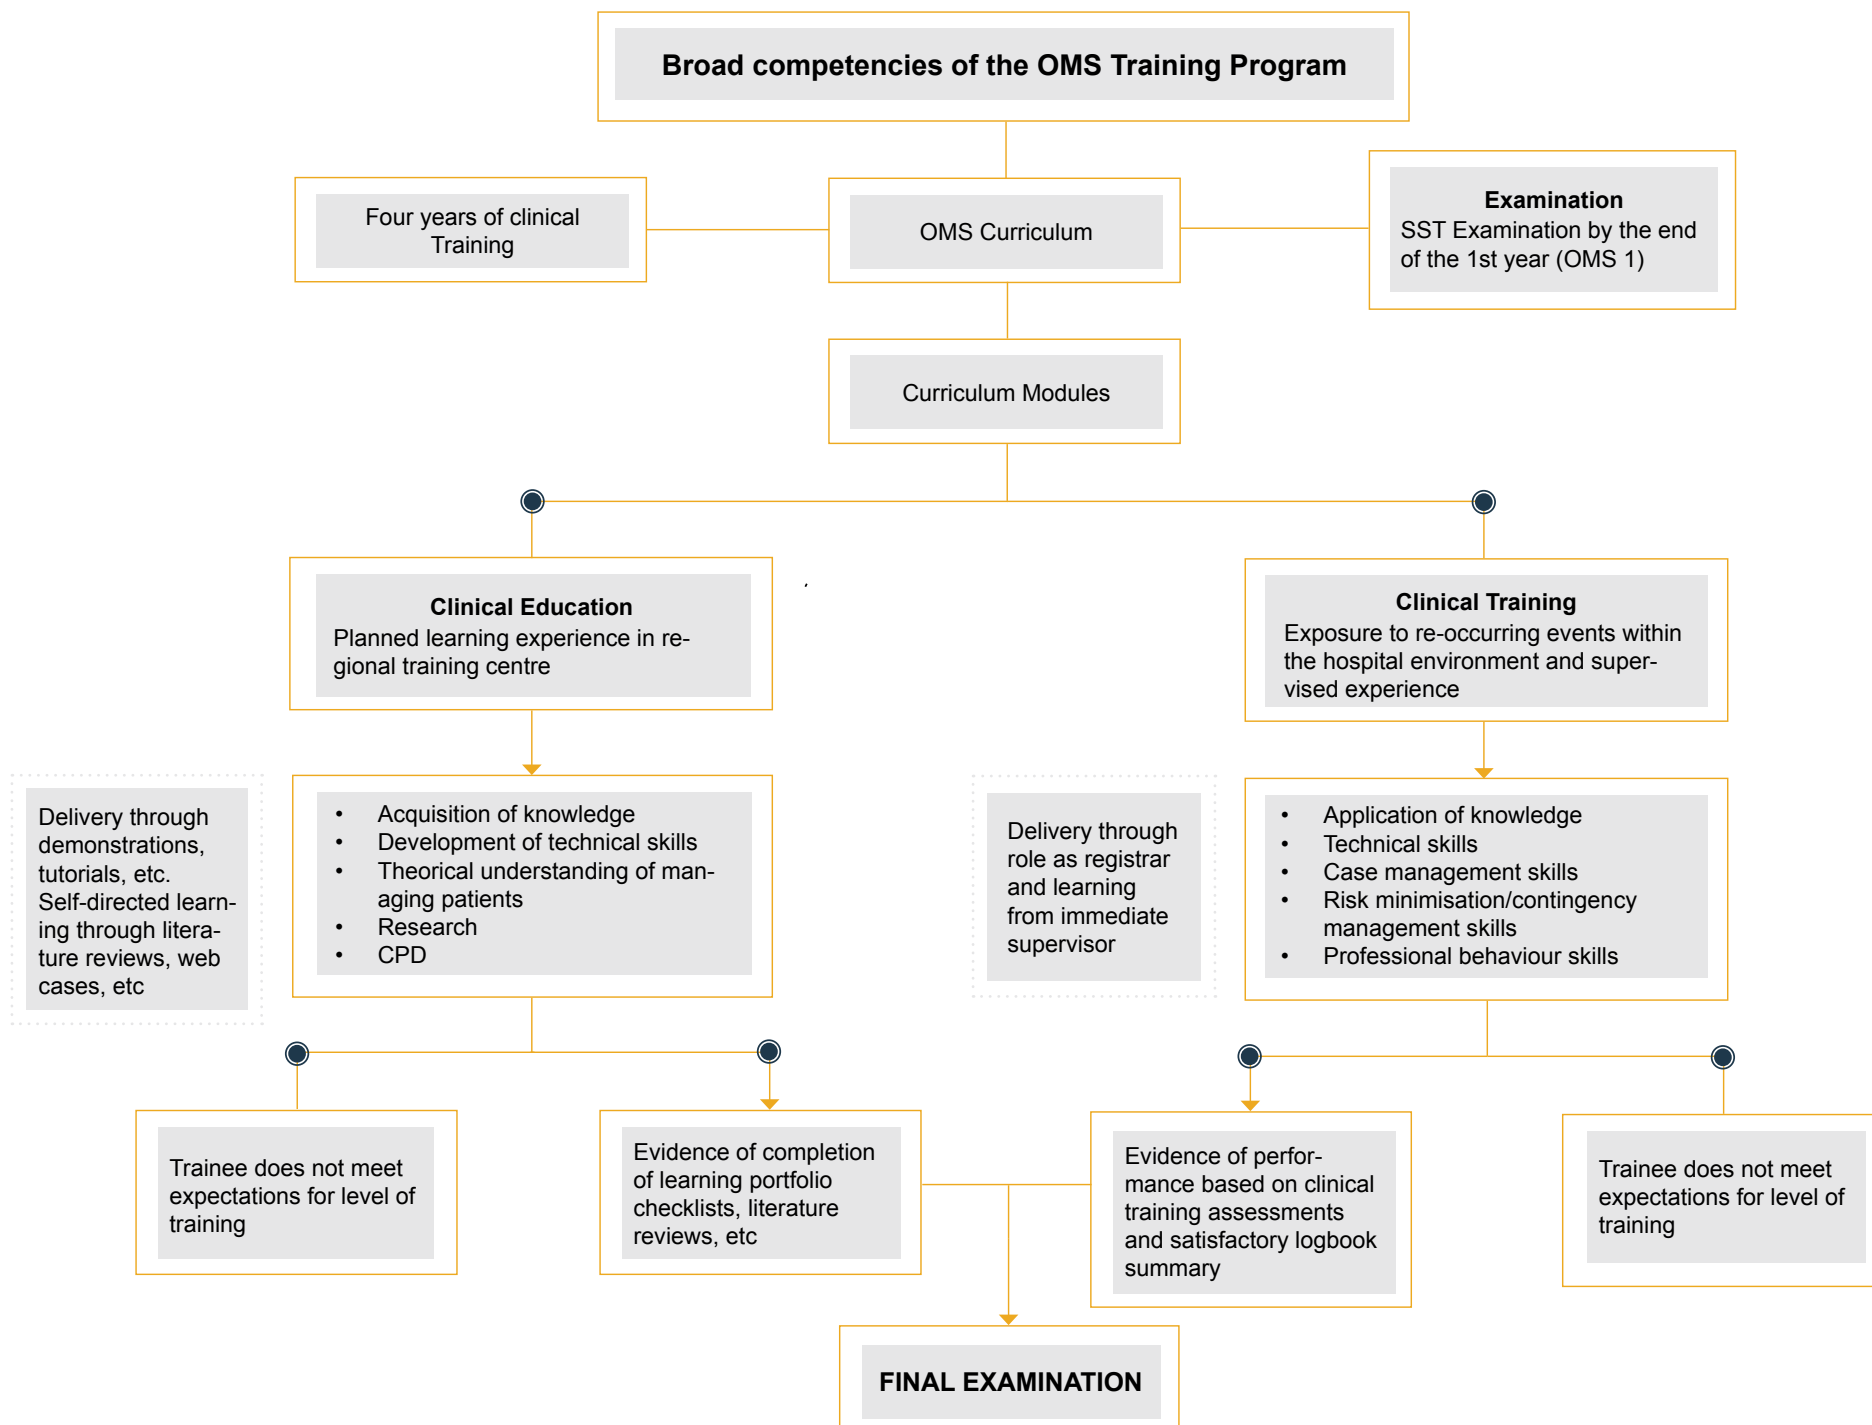 Broad competencies of the OMS Training Program
Four years of clinical
Training
OMS Curriculum
Examination
SST Examination by the end
of the 1st year (OMS 1)
Curriculum Modules
Clinical Education
Planned learning experience in re-
gional training centre
Clinical Training
Exposure to re-occurring events within
the hospital environment and super-
vised experience
Delivery through
demonstrations,
tutorials, etc.
Self-directed learn-
ing through litera-
ture reviews, web
cases, etc
• Acquisition of knowledge
• Development of technical skills
• Theorical understanding of man-
aging patients
• Research
• CPD
Delivery through
role as registrar
and learning
from immediate
supervisor
• Application of knowledge
• Technical skills
• Case management skills
• Risk minimisation/contingency
management skills
• Professional behaviour skills
Trainee does not meet
expectations for level of
training
Evidence of completion
of learning portfolio
checklists, literature
reviews, etc
Evidence of perfor-
mance based on clinical
training assessments
and satisfactory logbook
summary
Trainee does not meet
expectations for level of
training
FINAL EXAMINATION